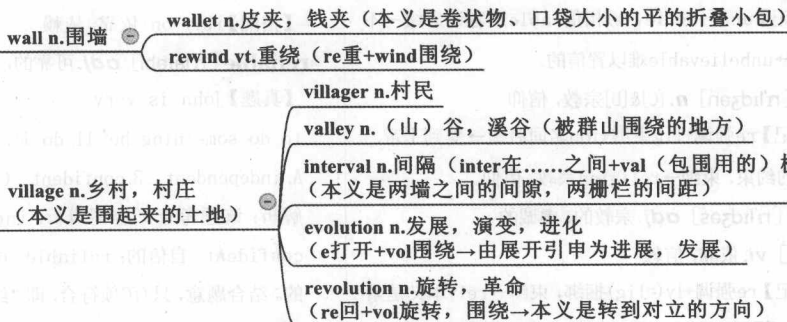 wall n.围墙
wallet n.皮夹，钱夹（本义是卷状物、口袋大小的平的折叠小包）
rewind vt.重绕（re重+wind围绕）
village n.乡村，村庄
（本义是围起来的土地）
villager n.村民
valley n.（山）谷，溪谷（被群山围绕的地方）
interval n.间隔（inter在……之间+val（包围用的）
（本义是两墙之间的间隙，两栅栏的间距）
evolution n.发展，演变，进化
（e打开+vol围绕→由展开引申为进展，发展）
revolution n.旋转，革命
（re回+vol旋转，围绕→本义是转到对立的方向）